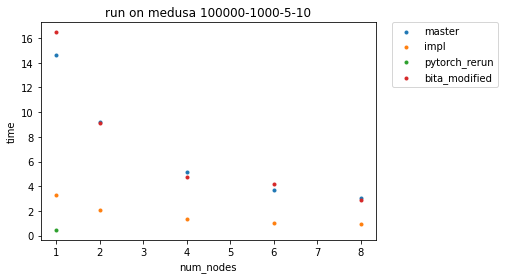 run on medusa 100000-1000-5-10
16
14
12
10
8
6
4
2
0
time
1 2 3 4 5 6 7 8
num_nodes
master
impl
pytorch_rerun
bita_modified